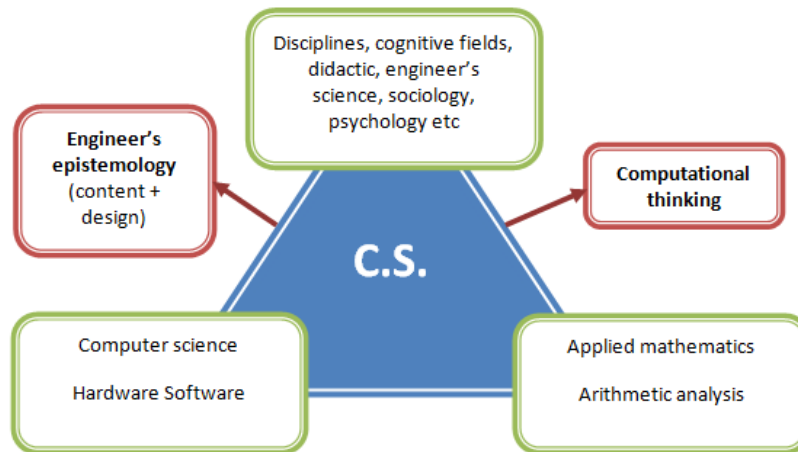 Disciplines, cognitive fields,
didactic, engineer's
science, sociology,
psychology etc
Engineer's
epistemology
(content +
design)
Computational
thinking
C.S.
Computer science
Hardware Software
Applied mathematics
Arithmetic analysis